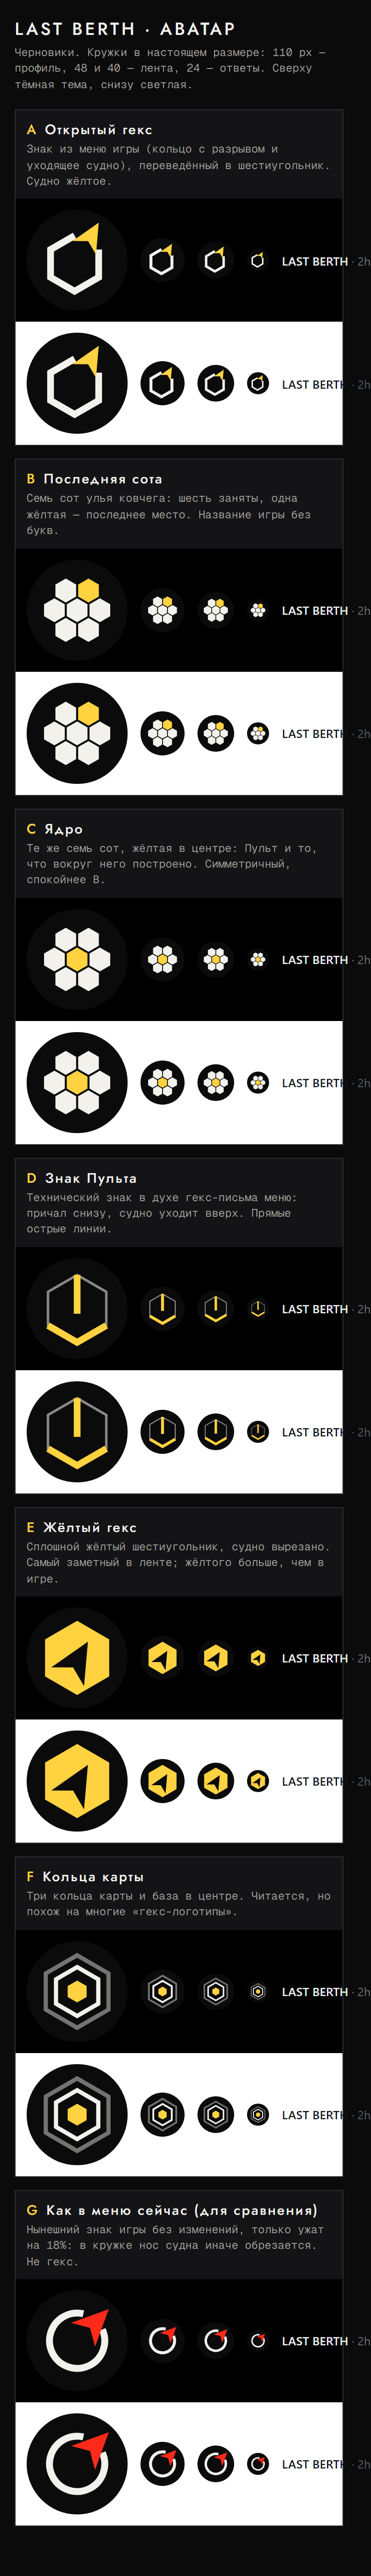 LAST BERTH · АВАТАР
Черновики. Кружки в настоящем размере: 110 px —
профиль, 48 и 40 — лента, 24 — ответы. Сверху
тёмная тема, снизу светлая.
A Открытый гекс
Знак из меню игры (кольцо с разрывом и
уходящее судно), переведённый в шестиугольник.
Судно жёлтое.
LAST BERTH · 2h
LAST BERTH · 2h
B Последняя сота
Семь сот улья ковчега: шесть заняты, одна
жёлтая — последнее место. Название игры без
букв.
LAST BERTH · 2h
LAST BERTH · 2h
C Ядро
Те же семь сот, жёлтая в центре: Пульт и то,
что вокруг него построено. Симметричный,
спокойнее B.
LAST BERTH · 2h
LAST BERTH · 2h
D Знак Пульта
Технический знак в духе гекс-письма меню:
причал снизу, судно уходит вверх. Прямые
острые линии.
LAST BERTH · 2h
LAST BERTH · 2h
E Жёлтый гекс
Сплошной жёлтый шестиугольник, судно вырезано.
Самый заметный в ленте; жёлтого больше, чем в
игре.
LAST BERTH · 2h
LAST BERTH · 2h
F Кольца карты
Три кольца карты и база в центре. Читается, но
похож на многие «гекс-логотипы».
LAST BERTH · 2h
LAST BERTH · 2h
G Как в меню сейчас (для сравнения)
Нынешний знак игры без изменений, только ужат
на 18%: в кружке нос судна иначе обрезается.
Не гекс.
LAST BERTH · 2h
LAST BERTH · 2h